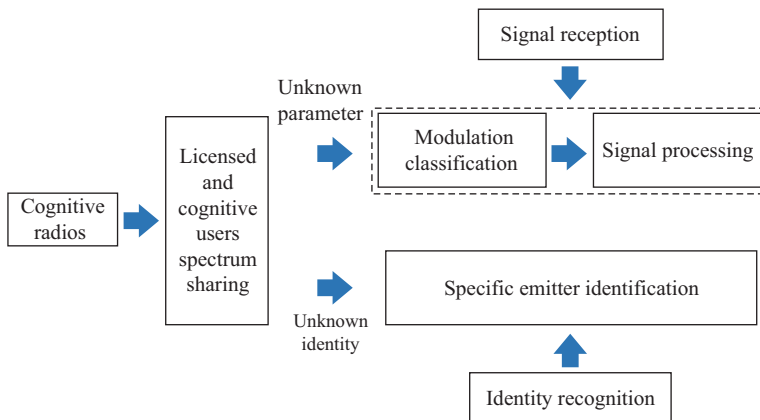 Signal reception
Unknown
parameter
Modulation
classification
Signal processing
Licensed
and
cognitive
users
spectrum
sharing
Cognitive
radios
Specific emitter identification
Unknown
identity
Identity recognition